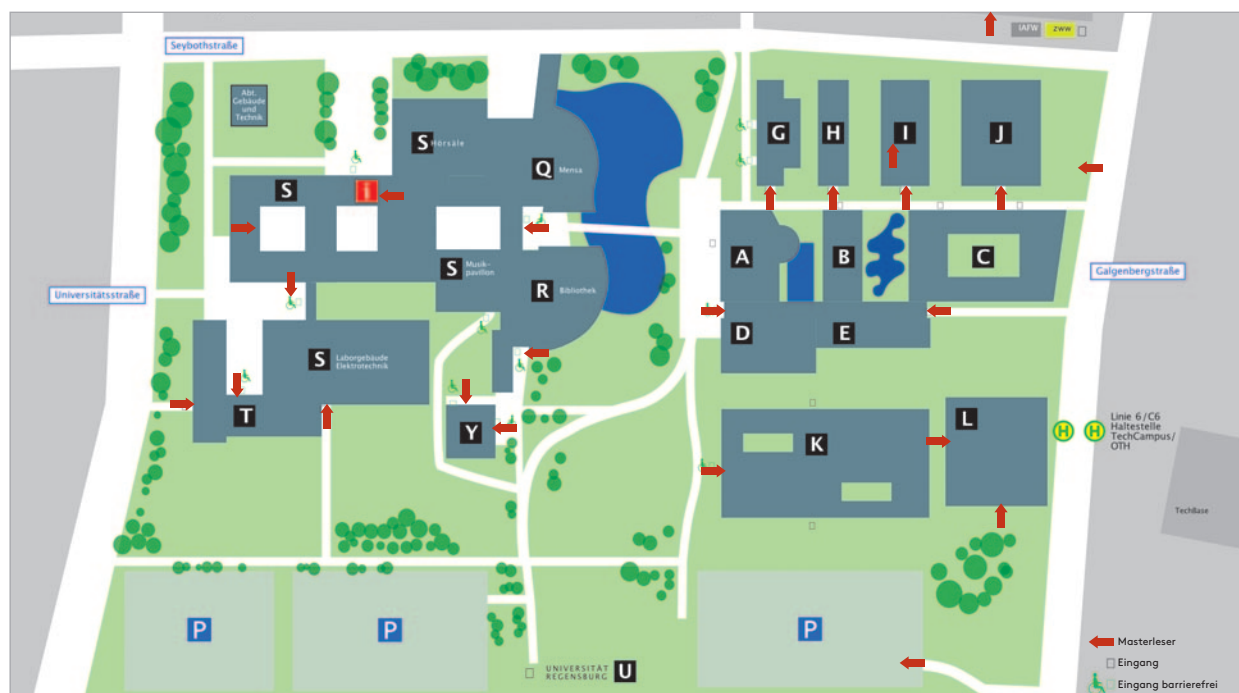 IAFW
ZWW
Seybothstraße
Abt.
Gebäude
und
Technik
S Hörsäle
G
H
I
J
Q Mensa
S
i
A
B
C
S Musik-
pavillon
Galgenbergstraße
Universitätsstraße
R Bibliothek
D
E
S Laborgebäude
Elektrotechnik
T
Y
K
L
H H
Linie 6/C6
Haltestelle
TechCampus/
OTH
TechBase
P
P
P
Masterleser
Eingang
Eingang barrierefrei
UNIVERSITÄT
REGENSBURG U